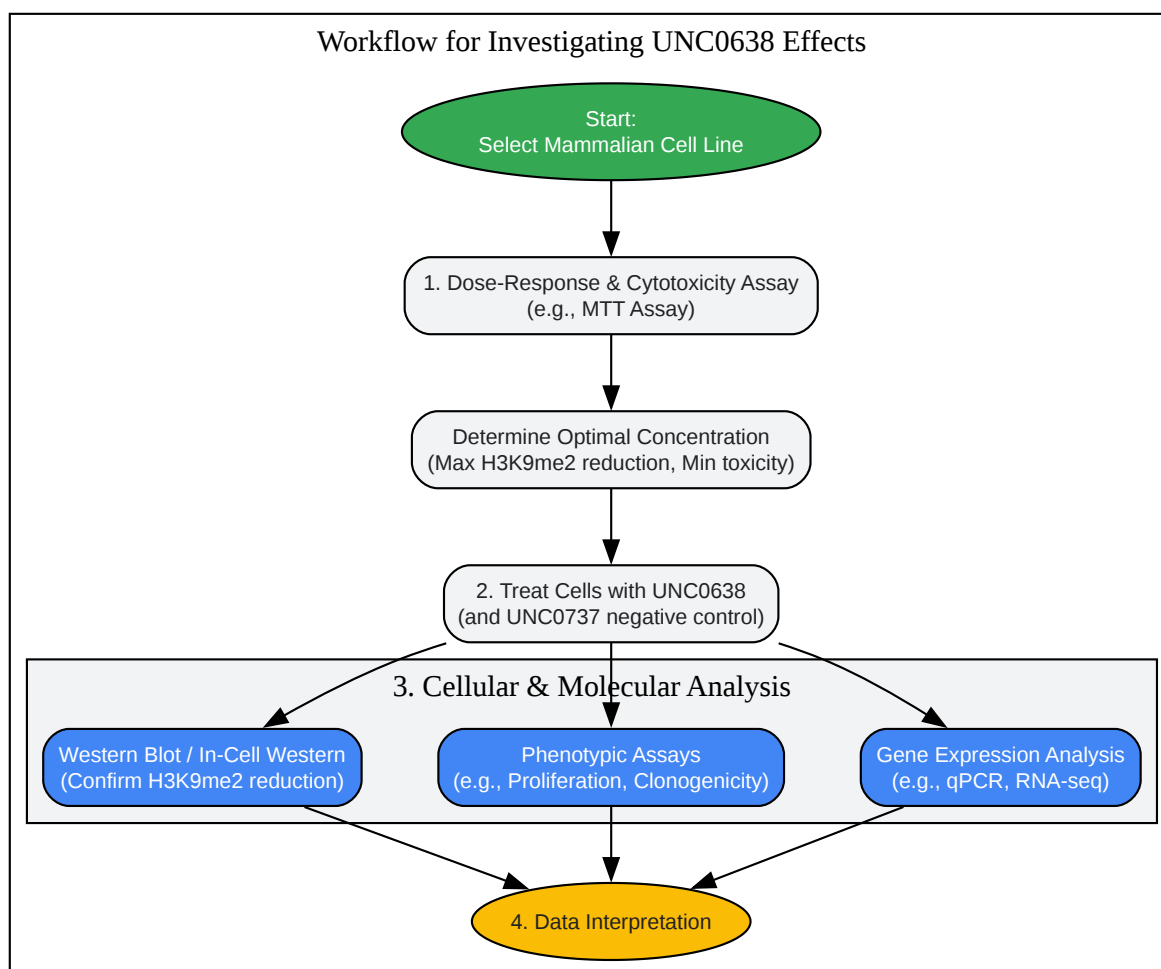 Workflow for Investigating UNC0638 Effects
Start:
Select Mammalian Cell Line
1. Dose-Response & Cytotoxicity Assay
(e.g., MTT Assay)
Determine Optimal Concentration
(Max H3K9me2 reduction, Min toxicity)
2. Treat Cells with UNC0638
(and UNC0737 negative control)
3. Cellular & Molecular Analysis
Western Blot / In-Cell Western
(Confirm H3K9me2 reduction)
Phenotypic Assays
(e.g., Proliferation, Clonogenicity)
Gene Expression Analysis
(e.g., qPCR, RNA-seq)
4. Data Interpretation